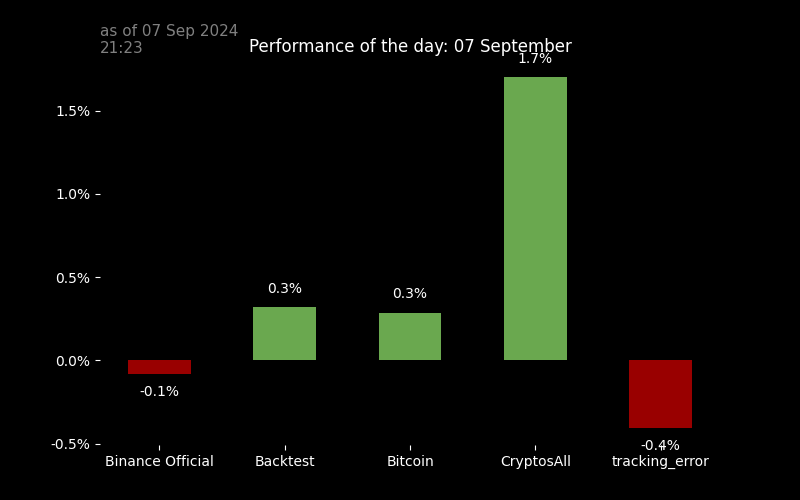 as of 07 Sep 2024
21:23
Performance of the day: 07 September
1.7%
1.5%
1.0%
0.5%
0.3%
0.3%
0.0%
-0.1%
-0.5%
-0.4%
Binance Official
Backtest
Bitcoin
CryptosAll
tracking_error